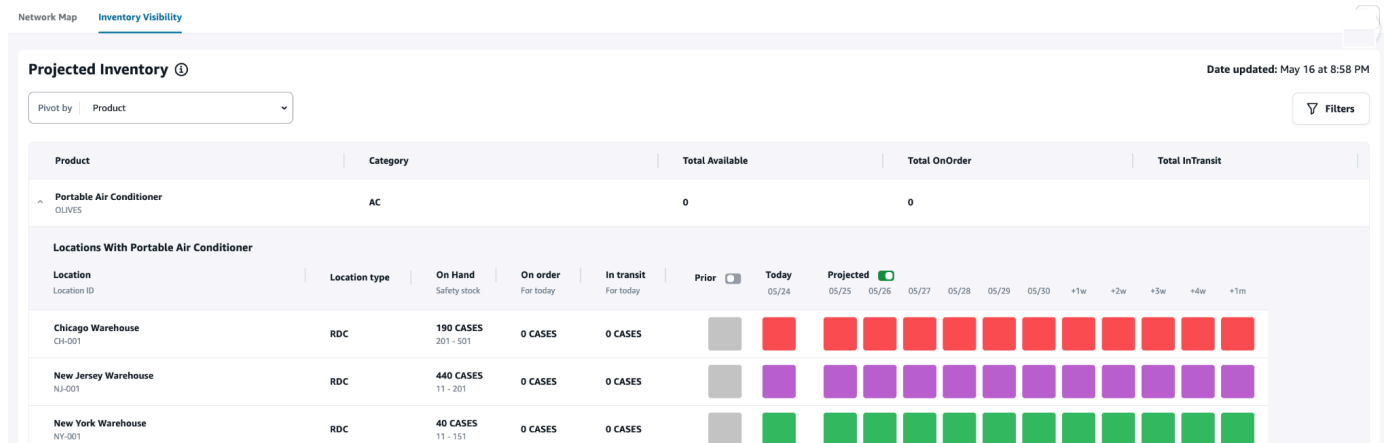 Network Map Inventory Visibility
Projected Inventory
Date updated: May 16 at 8:58 PM
Pivot by Product
Filters
Product Category Total Available Total OnOrder Total InTransit
Portable Air Conditioner AC 0 0
OLIVES
Locations With Portable Air Conditioner
Location Location type On Hand On order In transit Prior Today Projected
Location ID Safety stock For today For today 05/24 05/25 05/26 05/27 05/28 05/29 05/30 +1w +2w +3w +4w +1m
Chicago Warehouse RDC 190 CASES 0 CASES 0 CASES
CH-001 201 - 501
New Jersey Warehouse RDC 440 CASES 0 CASES 0 CASES
NJ-001 11 - 201
New York Warehouse RDC 40 CASES 0 CASES 0 CASES
NY-001 11 - 151